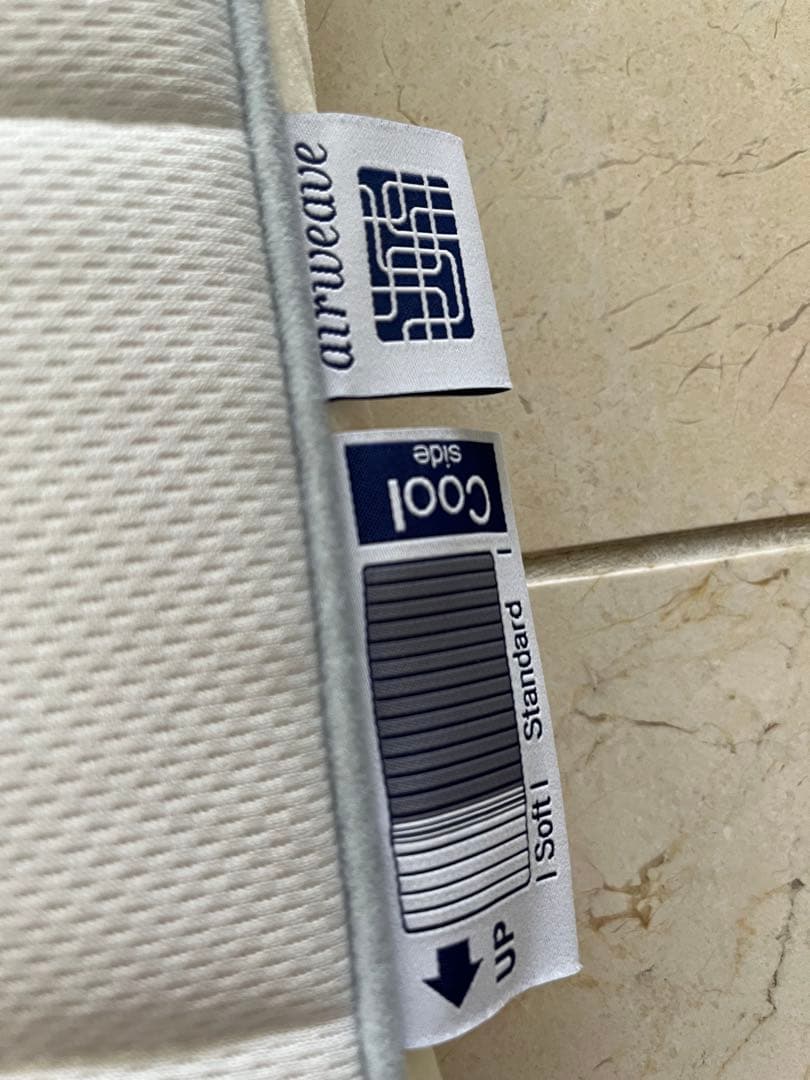 airweave
Cool
side
| Soft | Standard |
UP